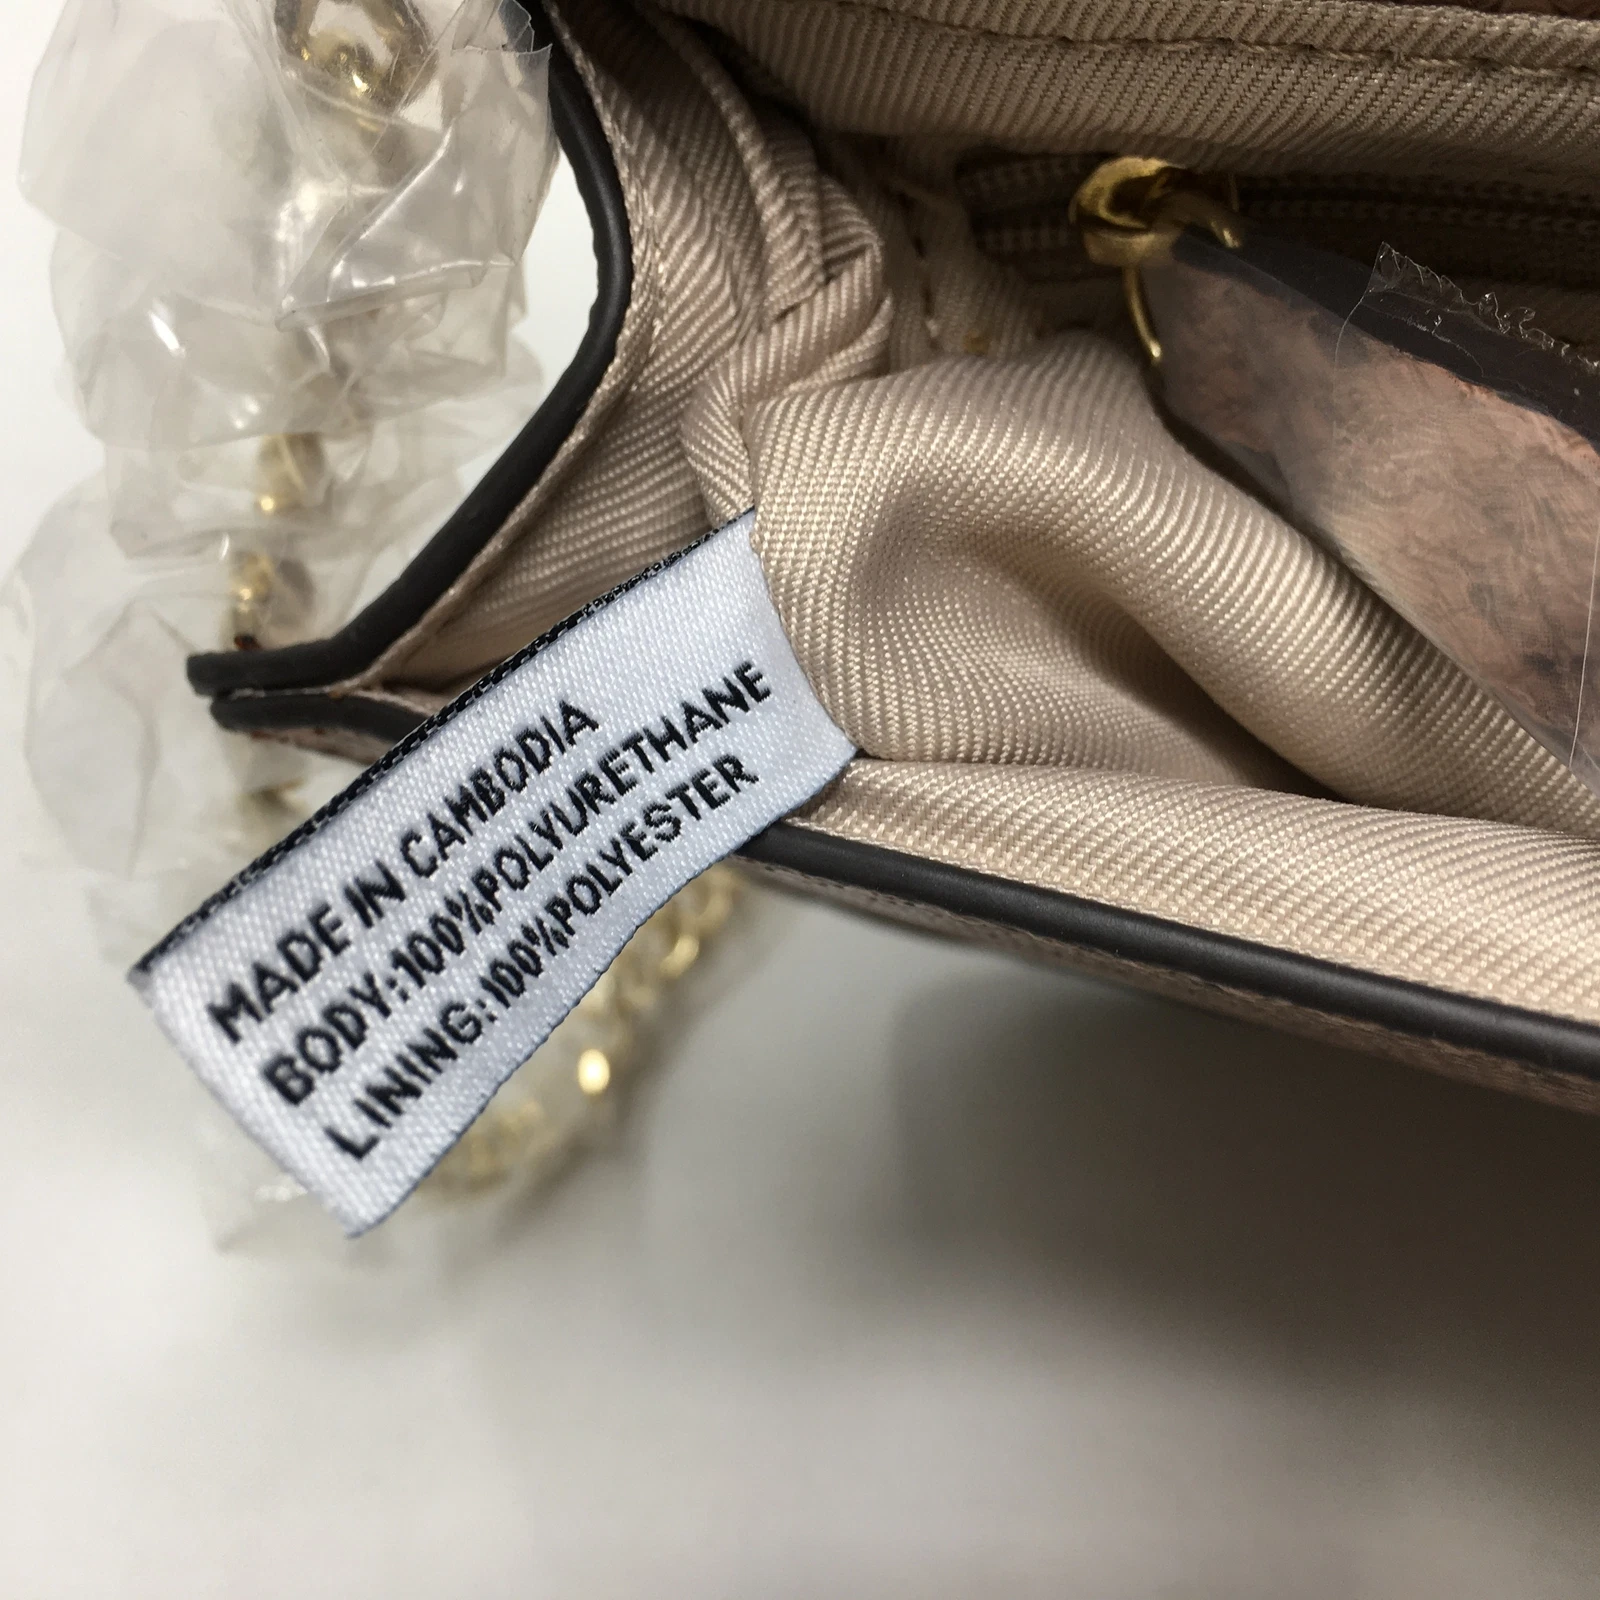 MADE IN CAMBODIA
BODY:100%POLYURETHANE
LINING:100%POLYESTER